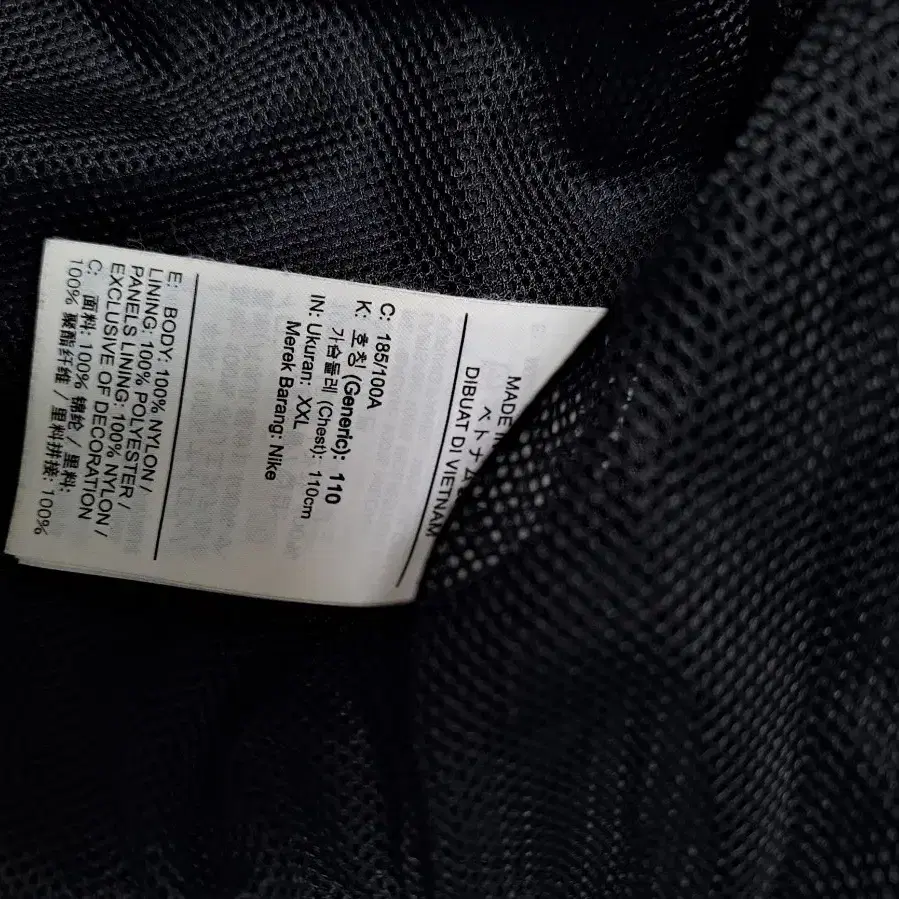 MADE
ベトナム
DIBUAT DI VIETNAM
C: 185/100A
K: 호칭 (Generic): 110
가슴둘레 (Chest): 110cm
IN: Ukuran: XXL
Merek Barang: Nike
E: BODY: 100% NYLON /
LINING: 100% POLYESTER /
PANELS LINING: 100% NYLON /
EXCLUSIVE OF DECORATION
C: 面料: 100% 锦纶 / 里料:
100% 聚酯纤维 / 里料拼接: 100%